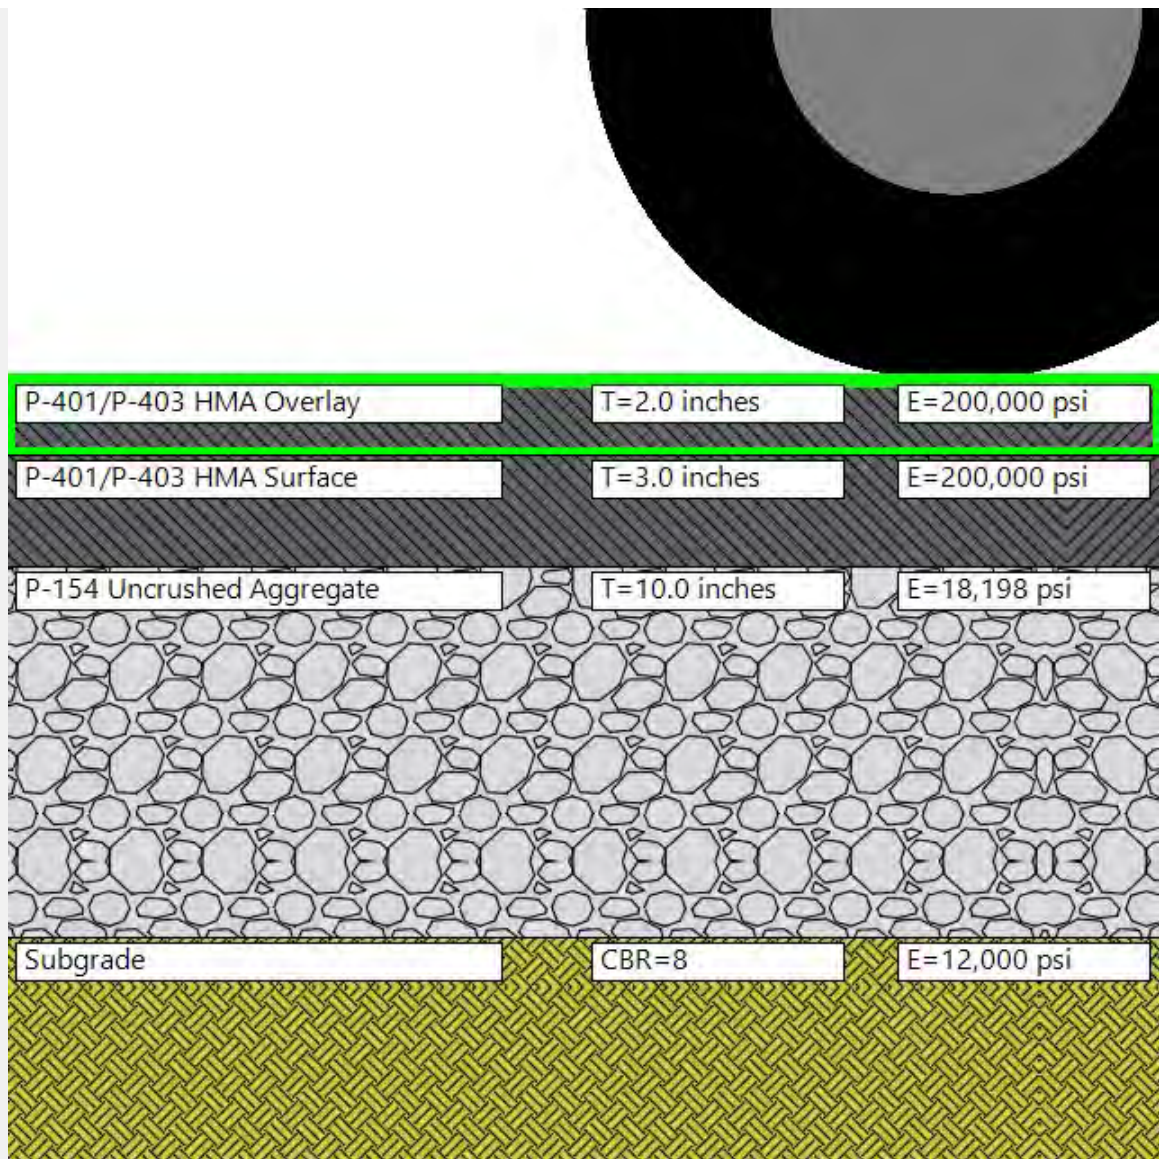 P-401/P-403 HMA Overlay T=2.0 inches E=200,000 psi
P-401/P-403 HMA Surface T=3.0 inches E=200,000 psi
P-154 Uncrushed Aggregate T=10.0 inches E=18,198 psi
Subgrade CBR=8 E=12,000 psi